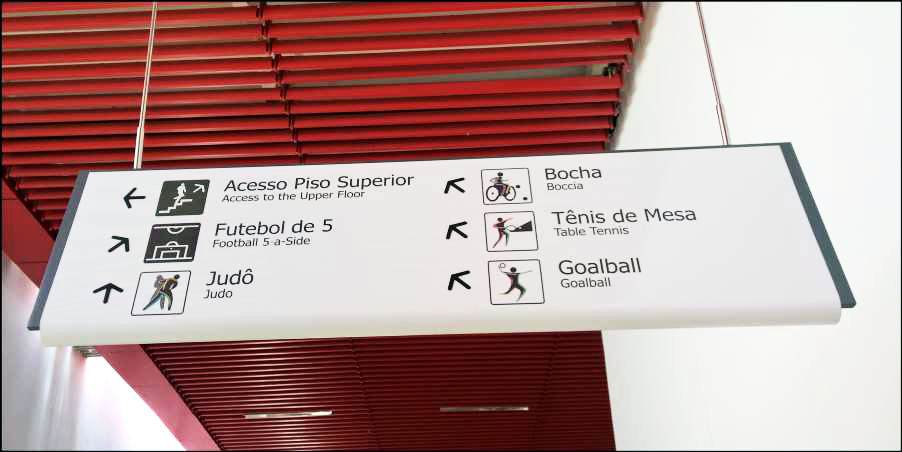 Acesso Piso Superior
Access to the Upper Floor
Futebol de 5
Football 5-a-Side
Judô
Judo
Bocha
Boccia
Tênis de Mesa
Table Tennis
Goalball
Goalball